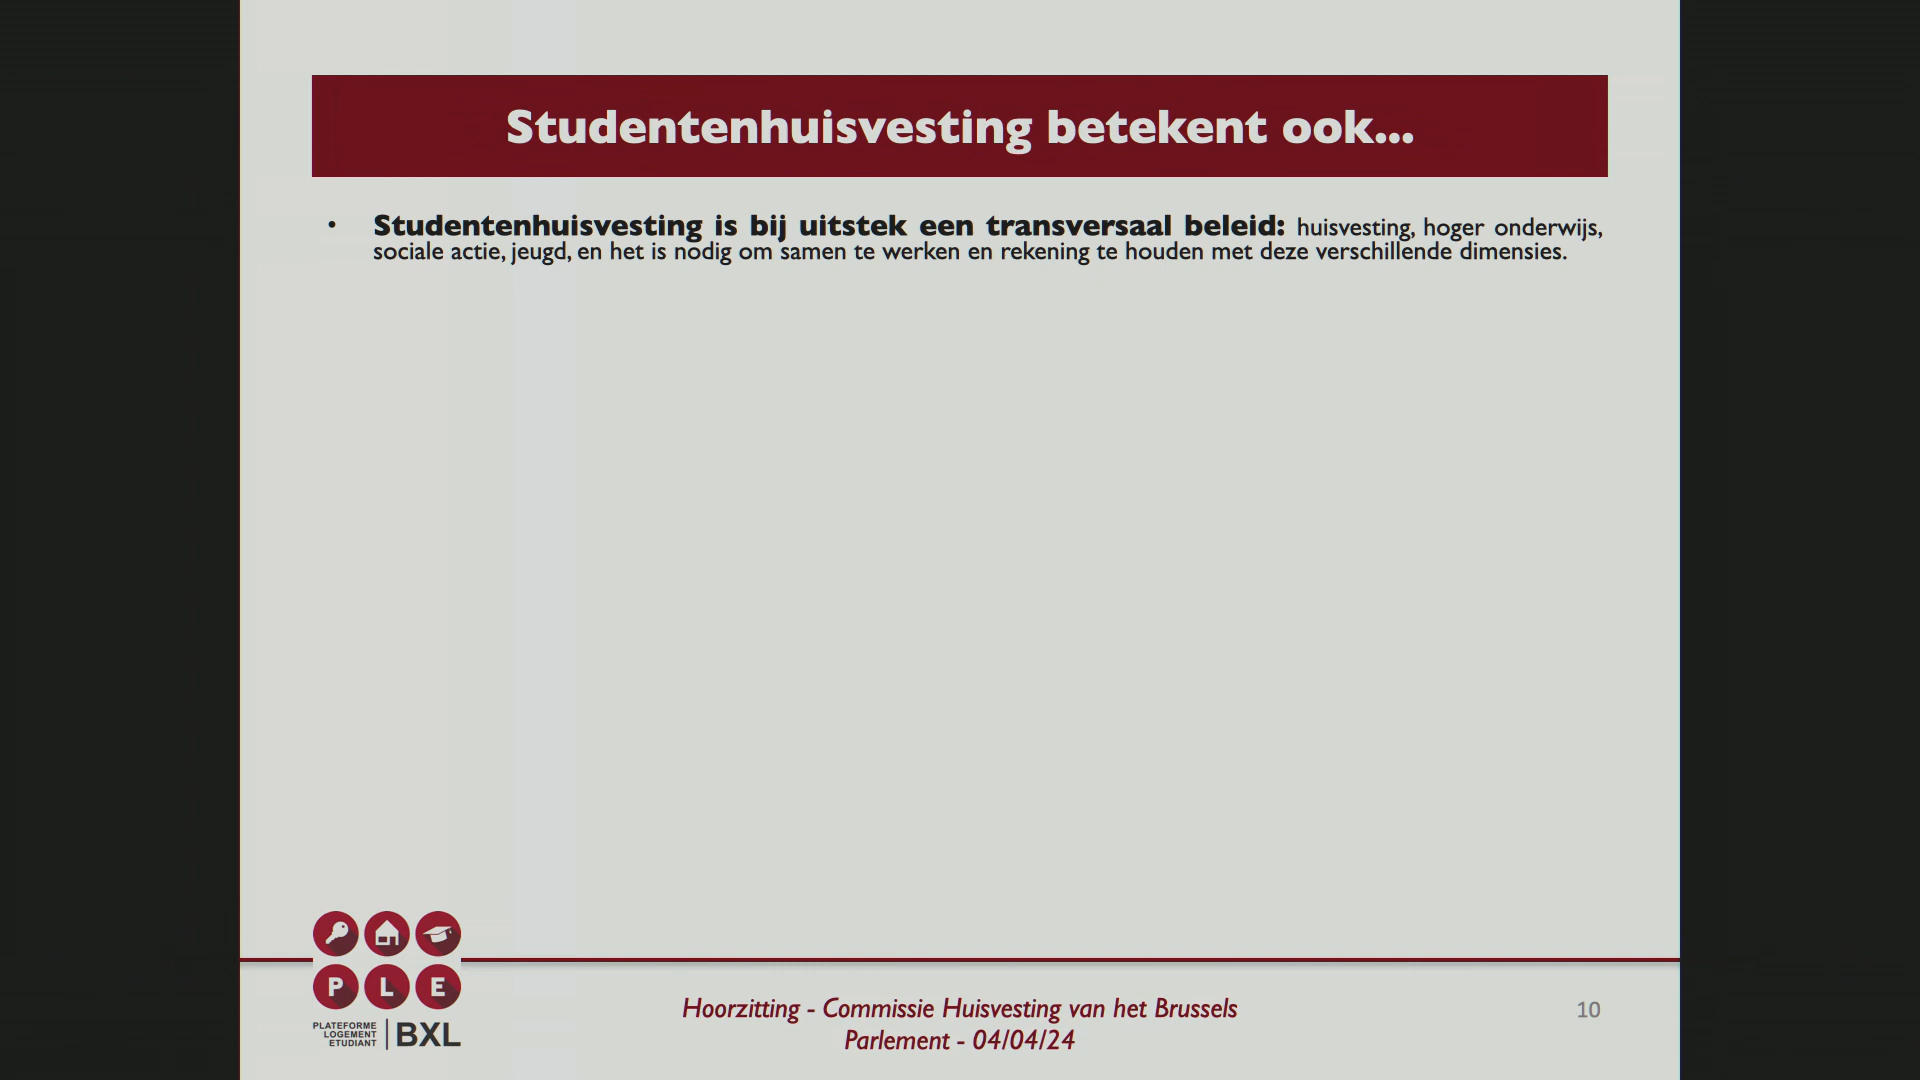 Studentenhuisvesting betekent ook...
• Studentenhuisvesting is bij uitstek een transversaal beleid: huisvesting, hoger onderwijs,
sociale actie, jeugd, en het is nodig om samen te werken en rekening te houden met deze verschillende dimensies.
P L E
PLATEFORME
LOGEMENT
ETUDIANT
BXL
Hoorzitting - Commissie Huisvesting van het Brussels
Parlement - 04/04/24
10